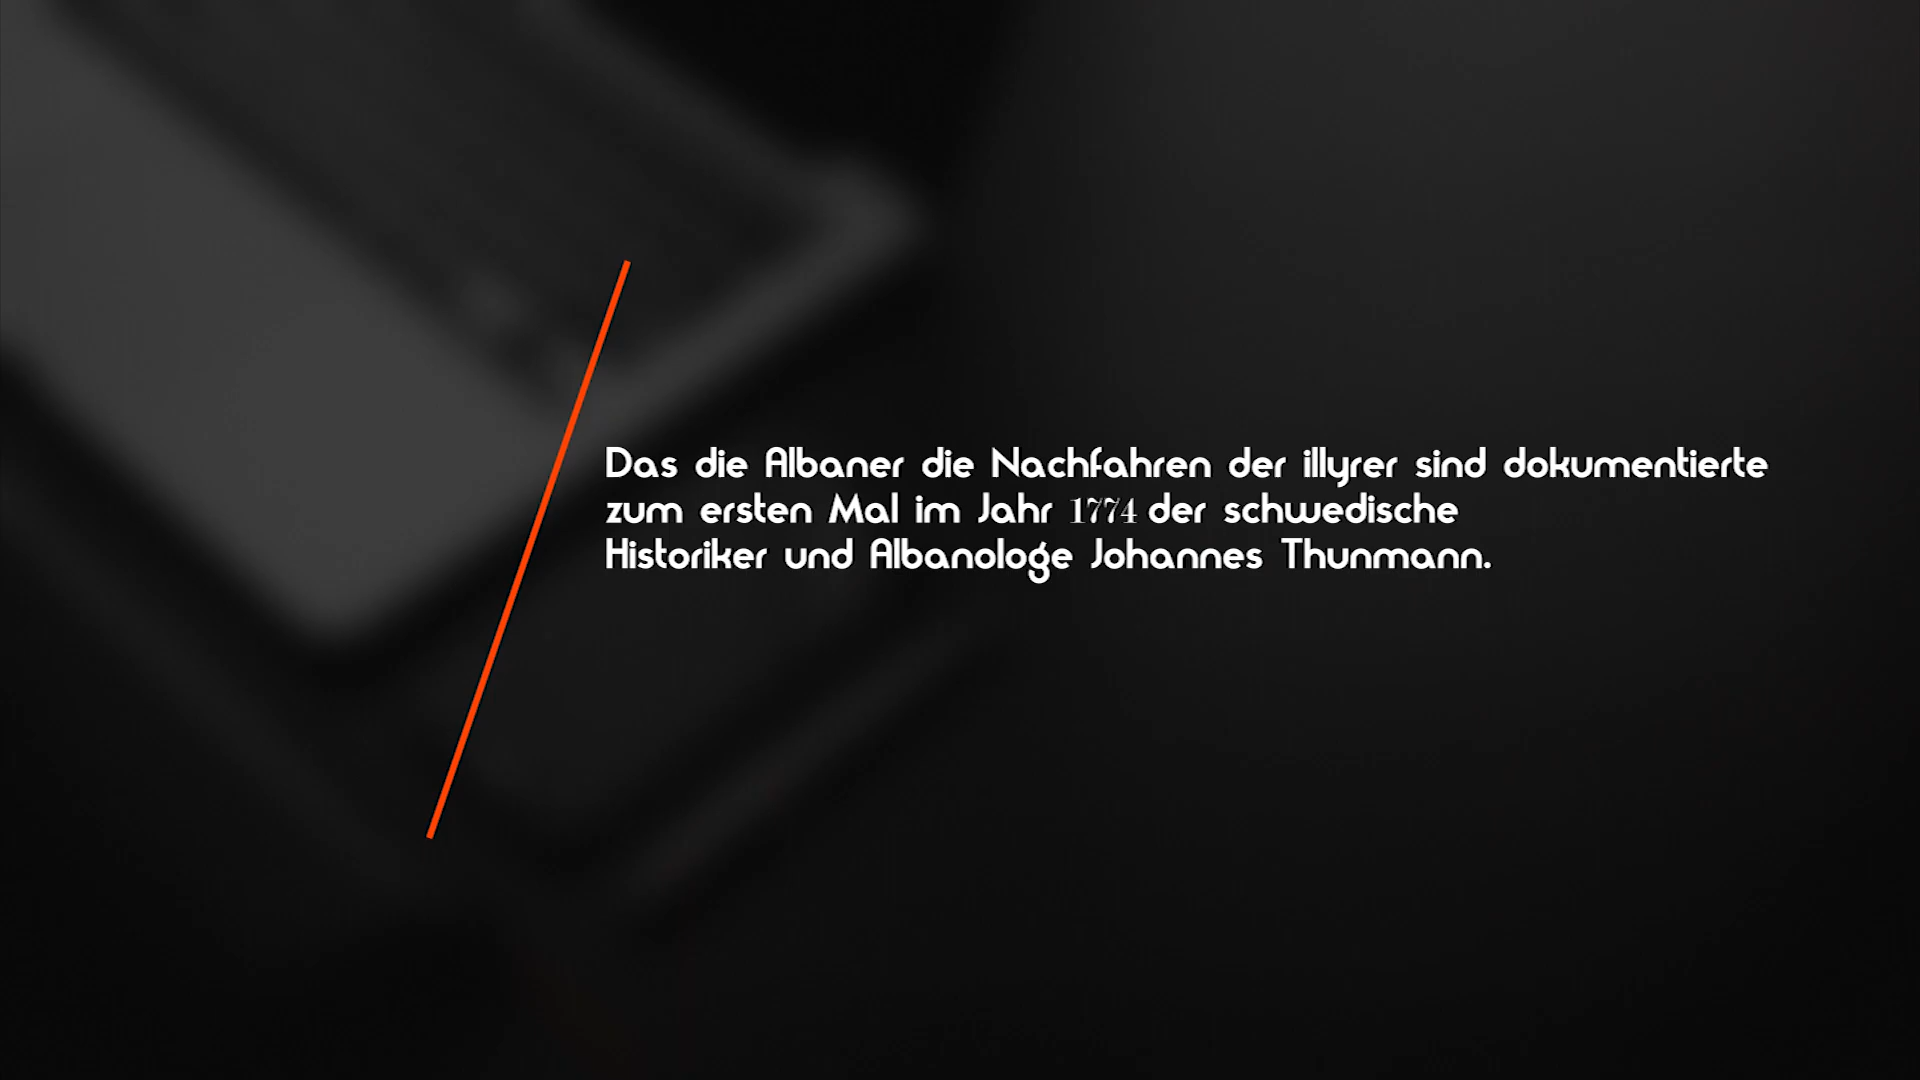 Das die Albaner die Nachfahren der illyrer sind dokumentierte
zum ersten Mal im Jahr 1774 der schwedische
Historiker und Albanologe Johannes Thunmann.